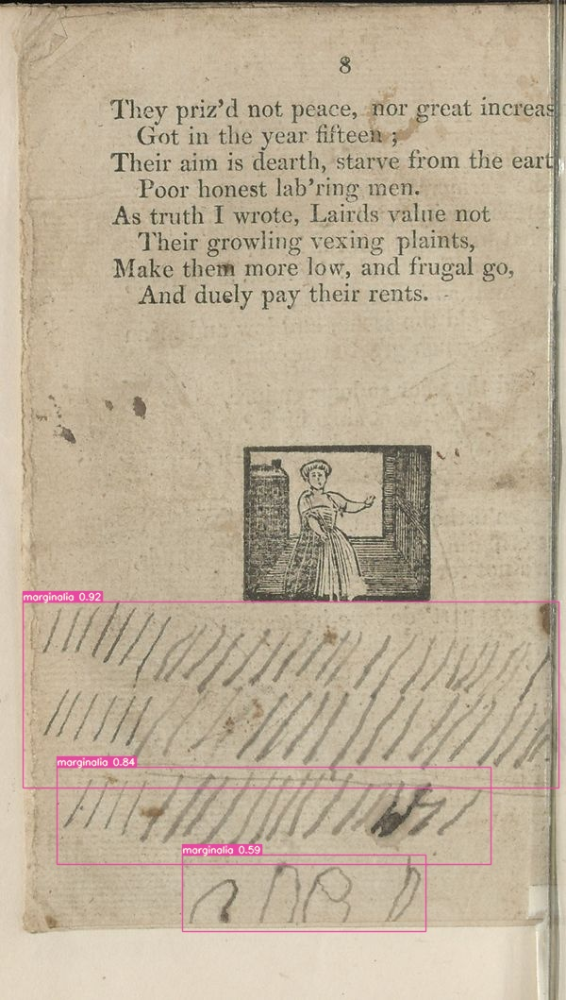 8
They priz'd not peace, nor great increas
Got in the year fifteen ;
Their aim is dearth, starve from the eart
Poor honest lab'ring men.
As truth I wrote, Lairds value not
Their growling vexing plaints,
Make them more low, and frugal go,
And duely pay their rents.
marginalia 0.92
marginalia 0.84
marginalia 0.59